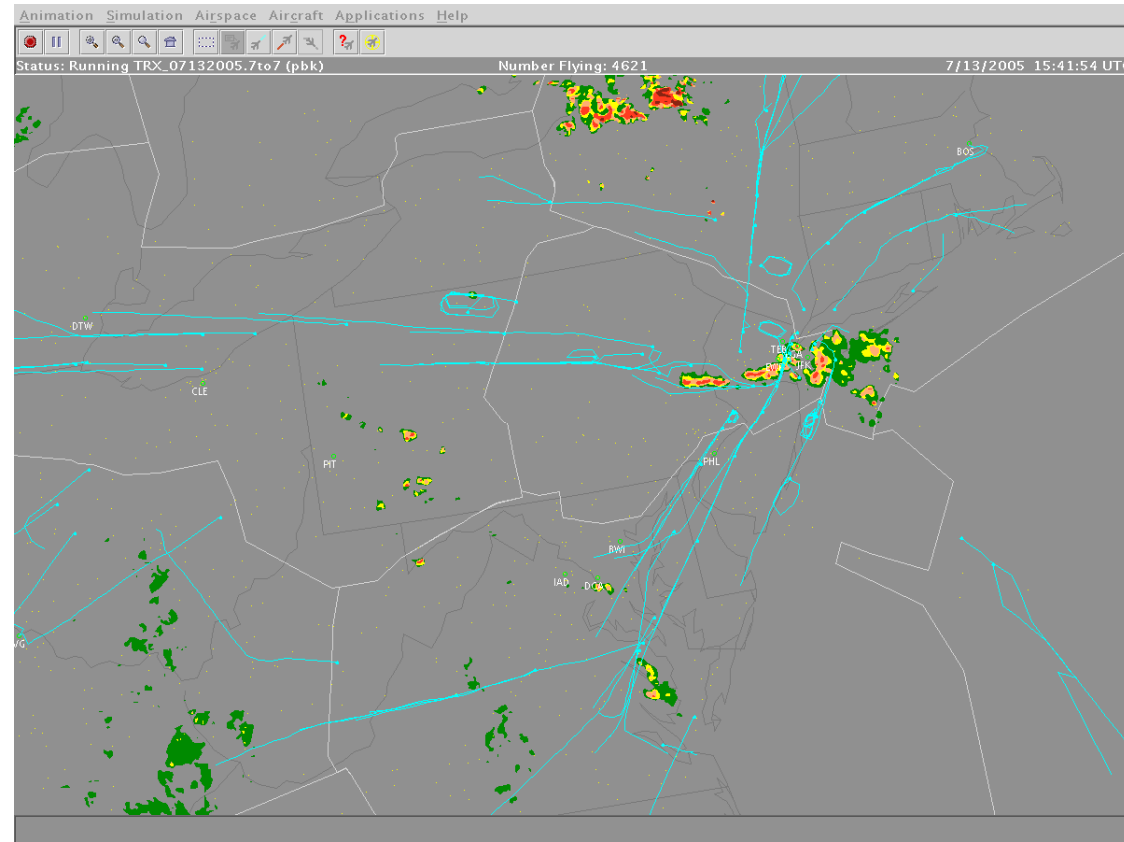 Animation Simulation Airspace Aircraft Applications Help
Status: Running TRX_07132005.7to7 (pbk) Number Flying: 4621 7/13/2005 15:41:54 UTC
BOS
DTW
TEB
JFK
CLE
PIT
PHL
BWI
IAD DCA
VG